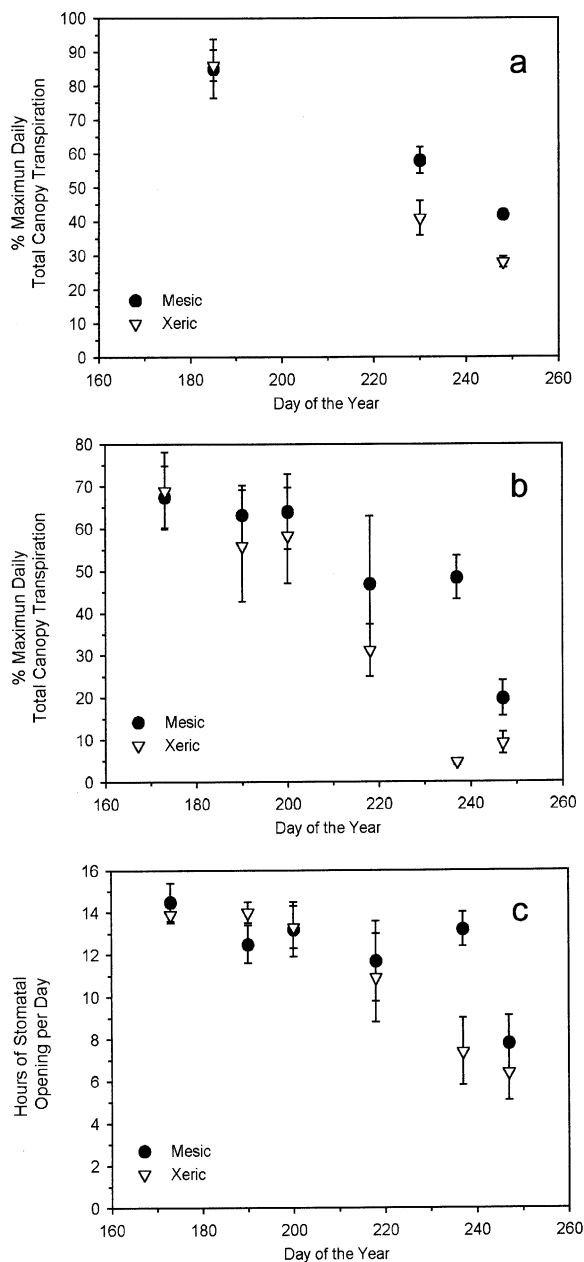 100
90
80
70
60
50
40
30
20
10
0
% Maximun Daily
Total Canopy Transpiration
a
Mesic
Xeric
160 180 200 220 240 260
Day of the Year
80
70
60
50
40
30
20
10
0
% Maximun Daily
Total Canopy Transpiration
b
Mesic
Xeric
160 180 200 220 240 260
Day of the Year
16
14
12
10
8
6
4
2
0
Hours of Stomatal
Opening per Day
c
Mesic
Xeric
160 180 200 220 240 260
Day of the Year